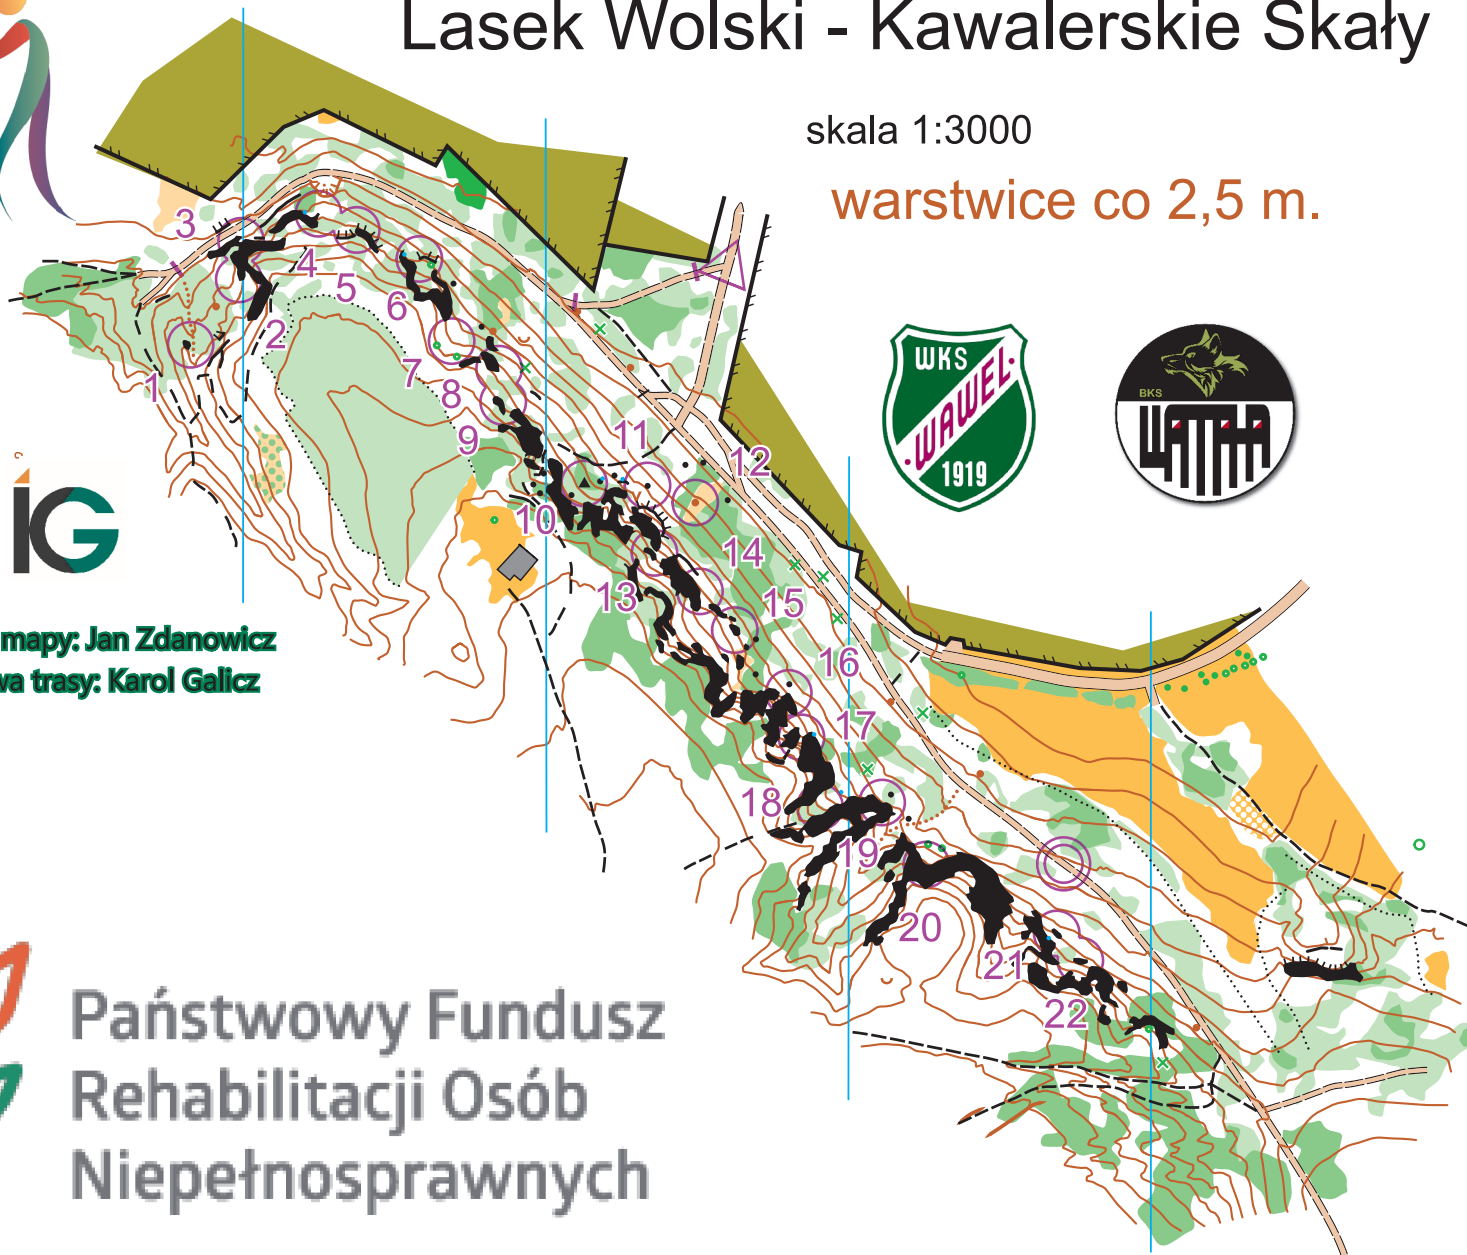 Lasek Wolski - Kawalerskie Skały
skala 1:3000
warstwice co 2,5 m.
3
4
5
6
2
1
7
8
9
10
11
12
13
14
15
16
17
18
19
20
21
22
WKS
WAWEL
1919
BKS
WATAHA
iG
mapy: Jan Zdanowicz
wa trasy: Karol Galicz
Państwowy Fundusz
Rehabilitacji Osób
Niepełnosprawnych